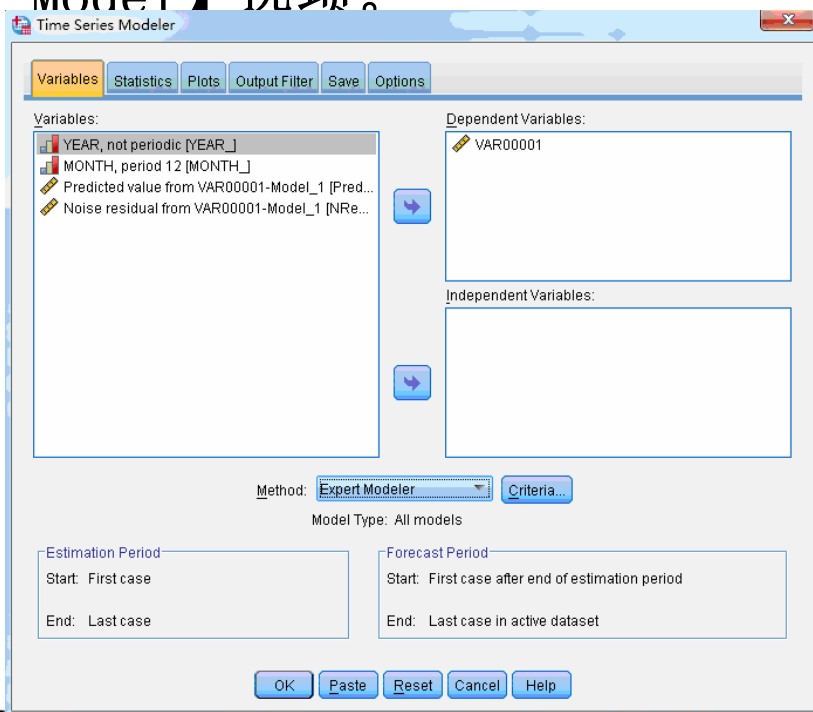 Model】选项。
Time Series Modeler
Variables Statistics Plots Output Filter Save Options
Variables:
YEAR, not periodic [YEAR_]
MONTH, period 12 [MONTH_]
Predicted value from VAR00001-Model_1 [Pred...
Noise residual from VAR00001-Model_1 [NRe...
Dependent Variables:
VAR00001
Independent Variables:
Method: Expert Modeler Criteria...
Model Type: All models
Estimation Period
Start: First case
End: Last case
Forecast Period
Start: First case after end of estimation period
End: Last case in active dataset
OK Paste Reset Cancel Help